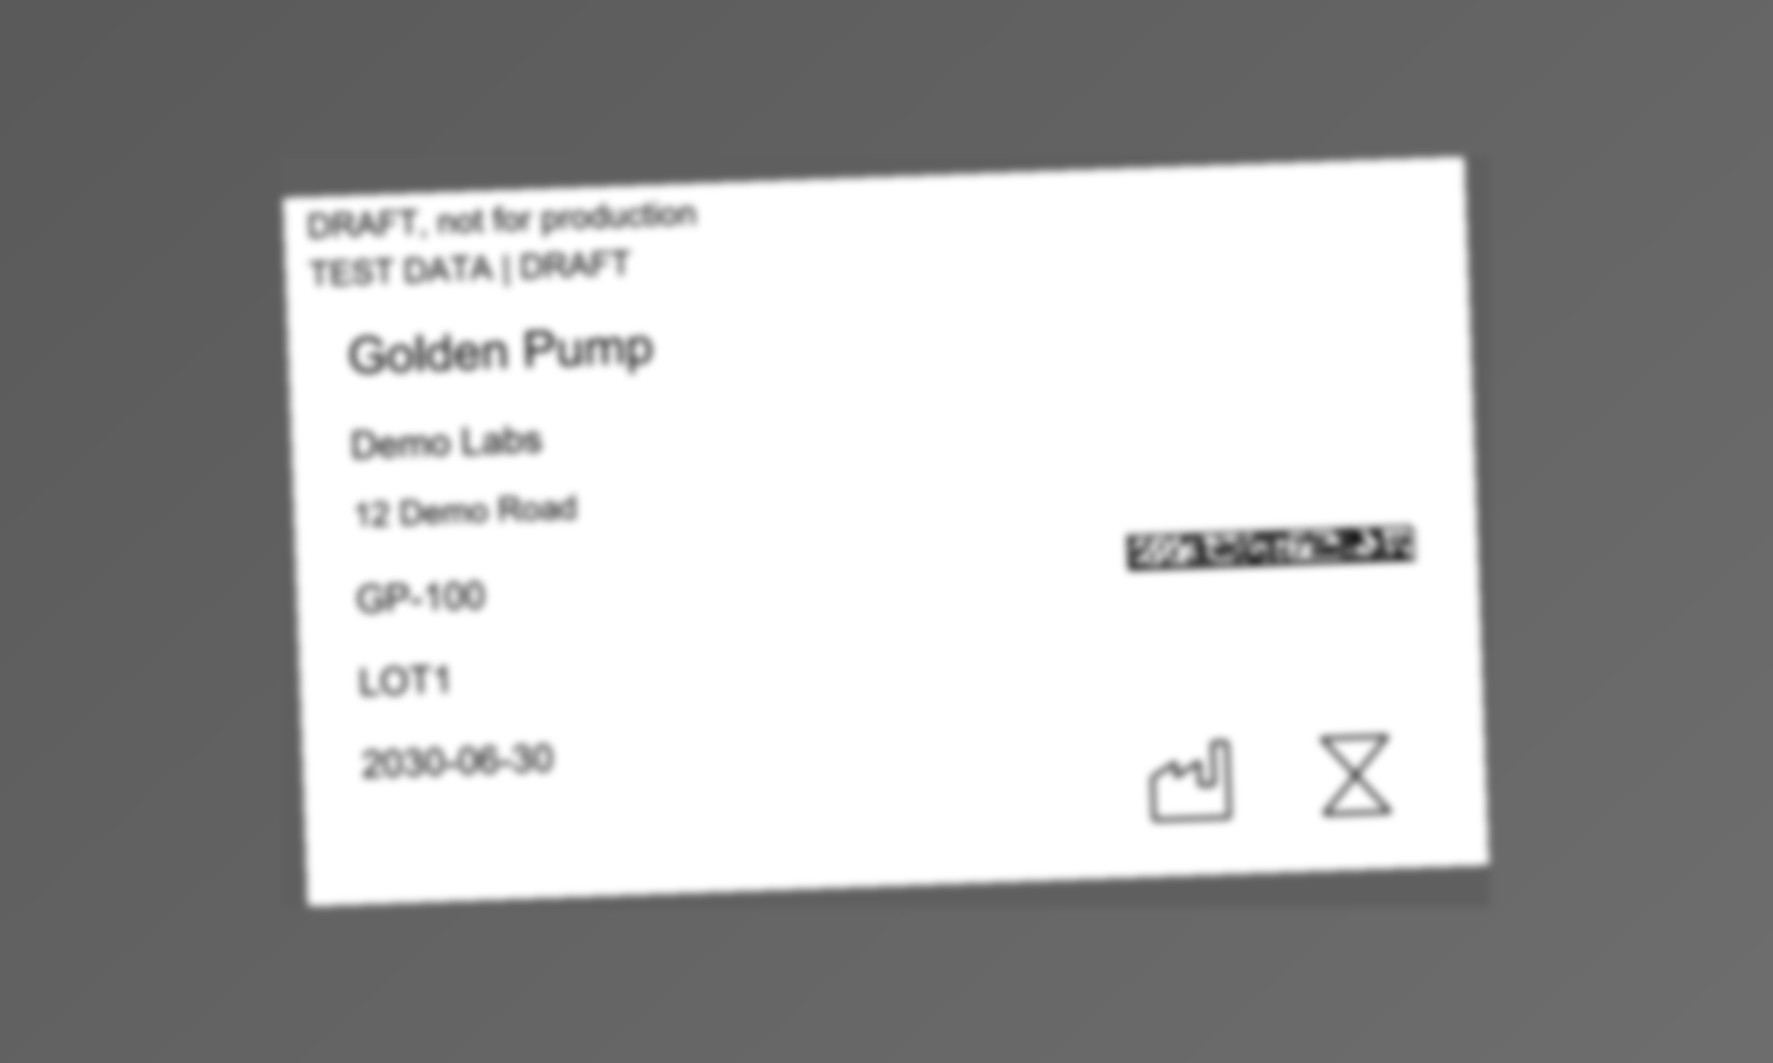 DRAFT, not for production
TEST DATA | DRAFT
Golden Pump
Demo Labs
12 Demo Road
GP-100
LOT1
2030-06-30